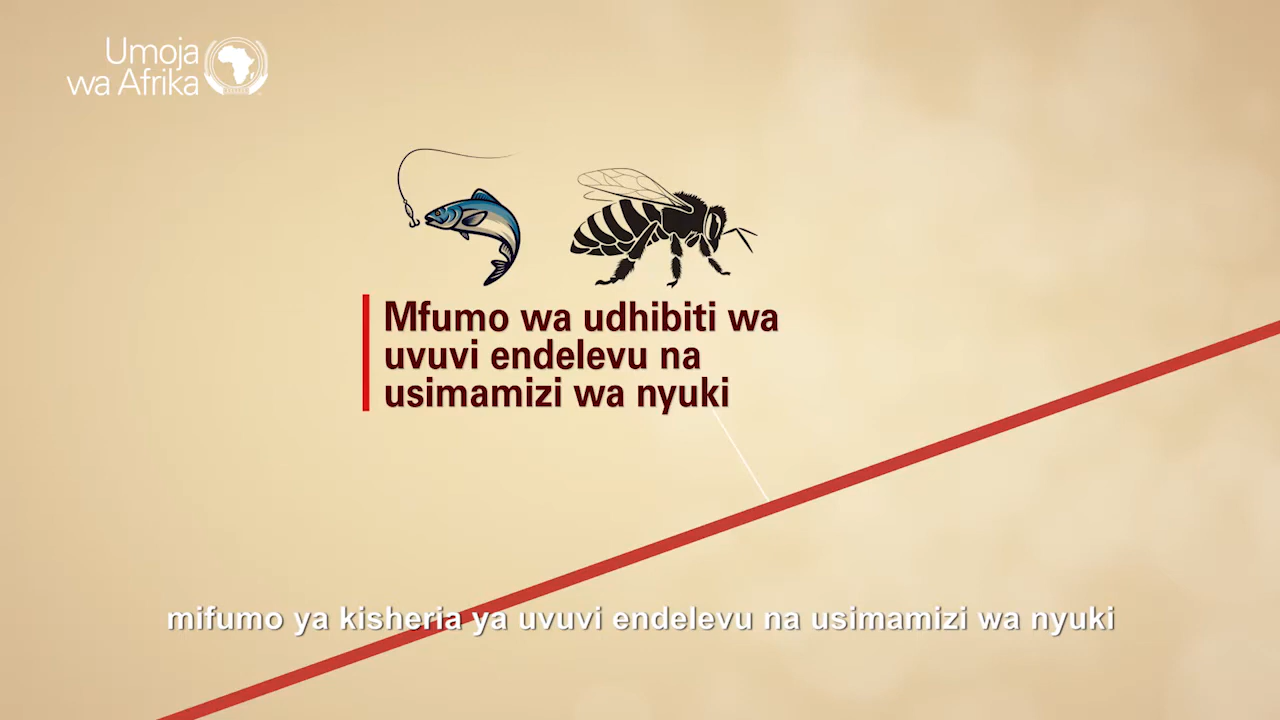 Umoja
wa Afrika
Mfumo wa udhibiti wa
uvuvi endelevu na
usimamizi wa nyuki
mifumo ya kisheria ya uvuvi endelevu na usimamizi wa nyuki